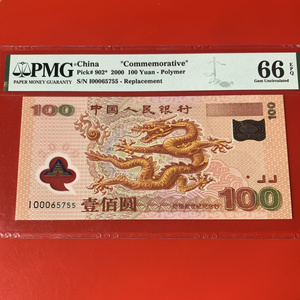 PMG
PAPER MONEY GUARANTY
China "Commemorative"
Pick# 902* 2000 100 Yuan - Polymer
S/N I00065755 - Replacement
66 EPQ
Gem Uncirculated
100 中国人民银行
100
I00065755
壹佰圆
100